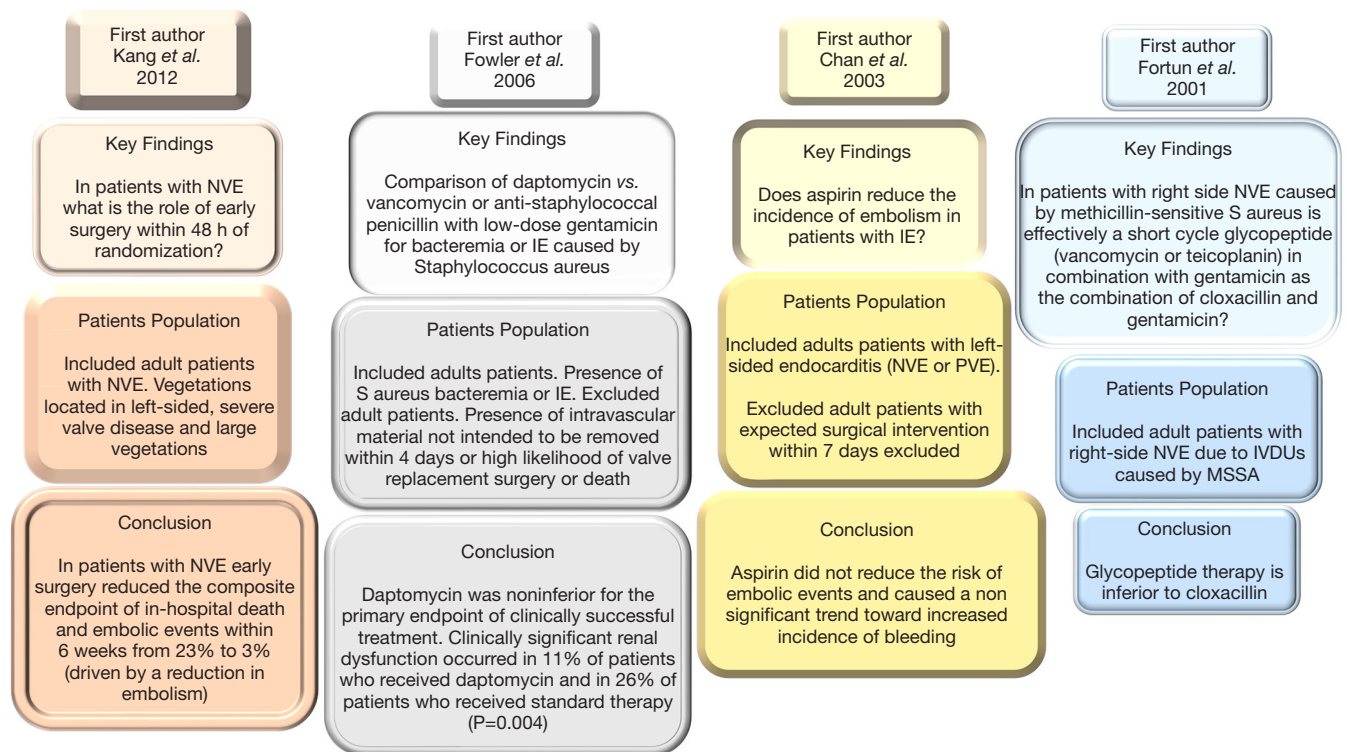 First author
Kang et al.
2012
Key Findings
In patients with NVE
what is the role of early
surgery within 48 h of
randomization?
Patients Population
Included adult patients
with NVE. Vegetations
located in left-sided, severe
valve disease and large
vegetations
Conclusion
In patients with NVE early
surgery reduced the composite
endpoint of in-hospital death
and embolic events within
6 weeks from 23% to 3%
(driven by a reduction in
embolism)
First author
Fowler et al.
2006
Key Findings
Comparison of daptomycin vs.
vancomycin or anti-staphylococcal
penicillin with low-dose gentamicin
for bacteremia or IE caused by
Staphylococcus aureus
Patients Population
Included adults patients. Presence of
S aureus bacteremia or IE. Excluded
adult patients. Presence of intravascular
material not intended to be removed
within 4 days or high likelihood of valve
replacement surgery or death
Conclusion
Daptomycin was noninferior for the
primary endpoint of clinically successful
treatment. Clinically significant renal
dysfunction occurred in 11% of patients
who received daptomycin and in 26% of
patients who received standard therapy
(P=0.004)
First author
Chan et al.
2003
Key Findings
Does aspirin reduce the
incidence of embolism in
patients with IE?
Patients Population
Included adults patients with left-
sided endocarditis (NVE or PVE).
Excluded adult patients with
expected surgical intervention
within 7 days excluded
Conclusion
Aspirin did not reduce the risk of
embolic events and caused a non
significant trend toward increased
incidence of bleeding
First author
Fortun et al.
2001
Key Findings
In patients with right side NVE caused
by methicillin-sensitive S aureus is
effectively a short cycle glycopeptide
(vancomycin or teicoplanin) in
combination with gentamicin as
the combination of cloxacillin and
gentamicin?
Patients Population
Included adult patients with
right-side NVE due to IVDUs
caused by MSSA
Conclusion
Glycopeptide therapy is
inferior to cloxacillin